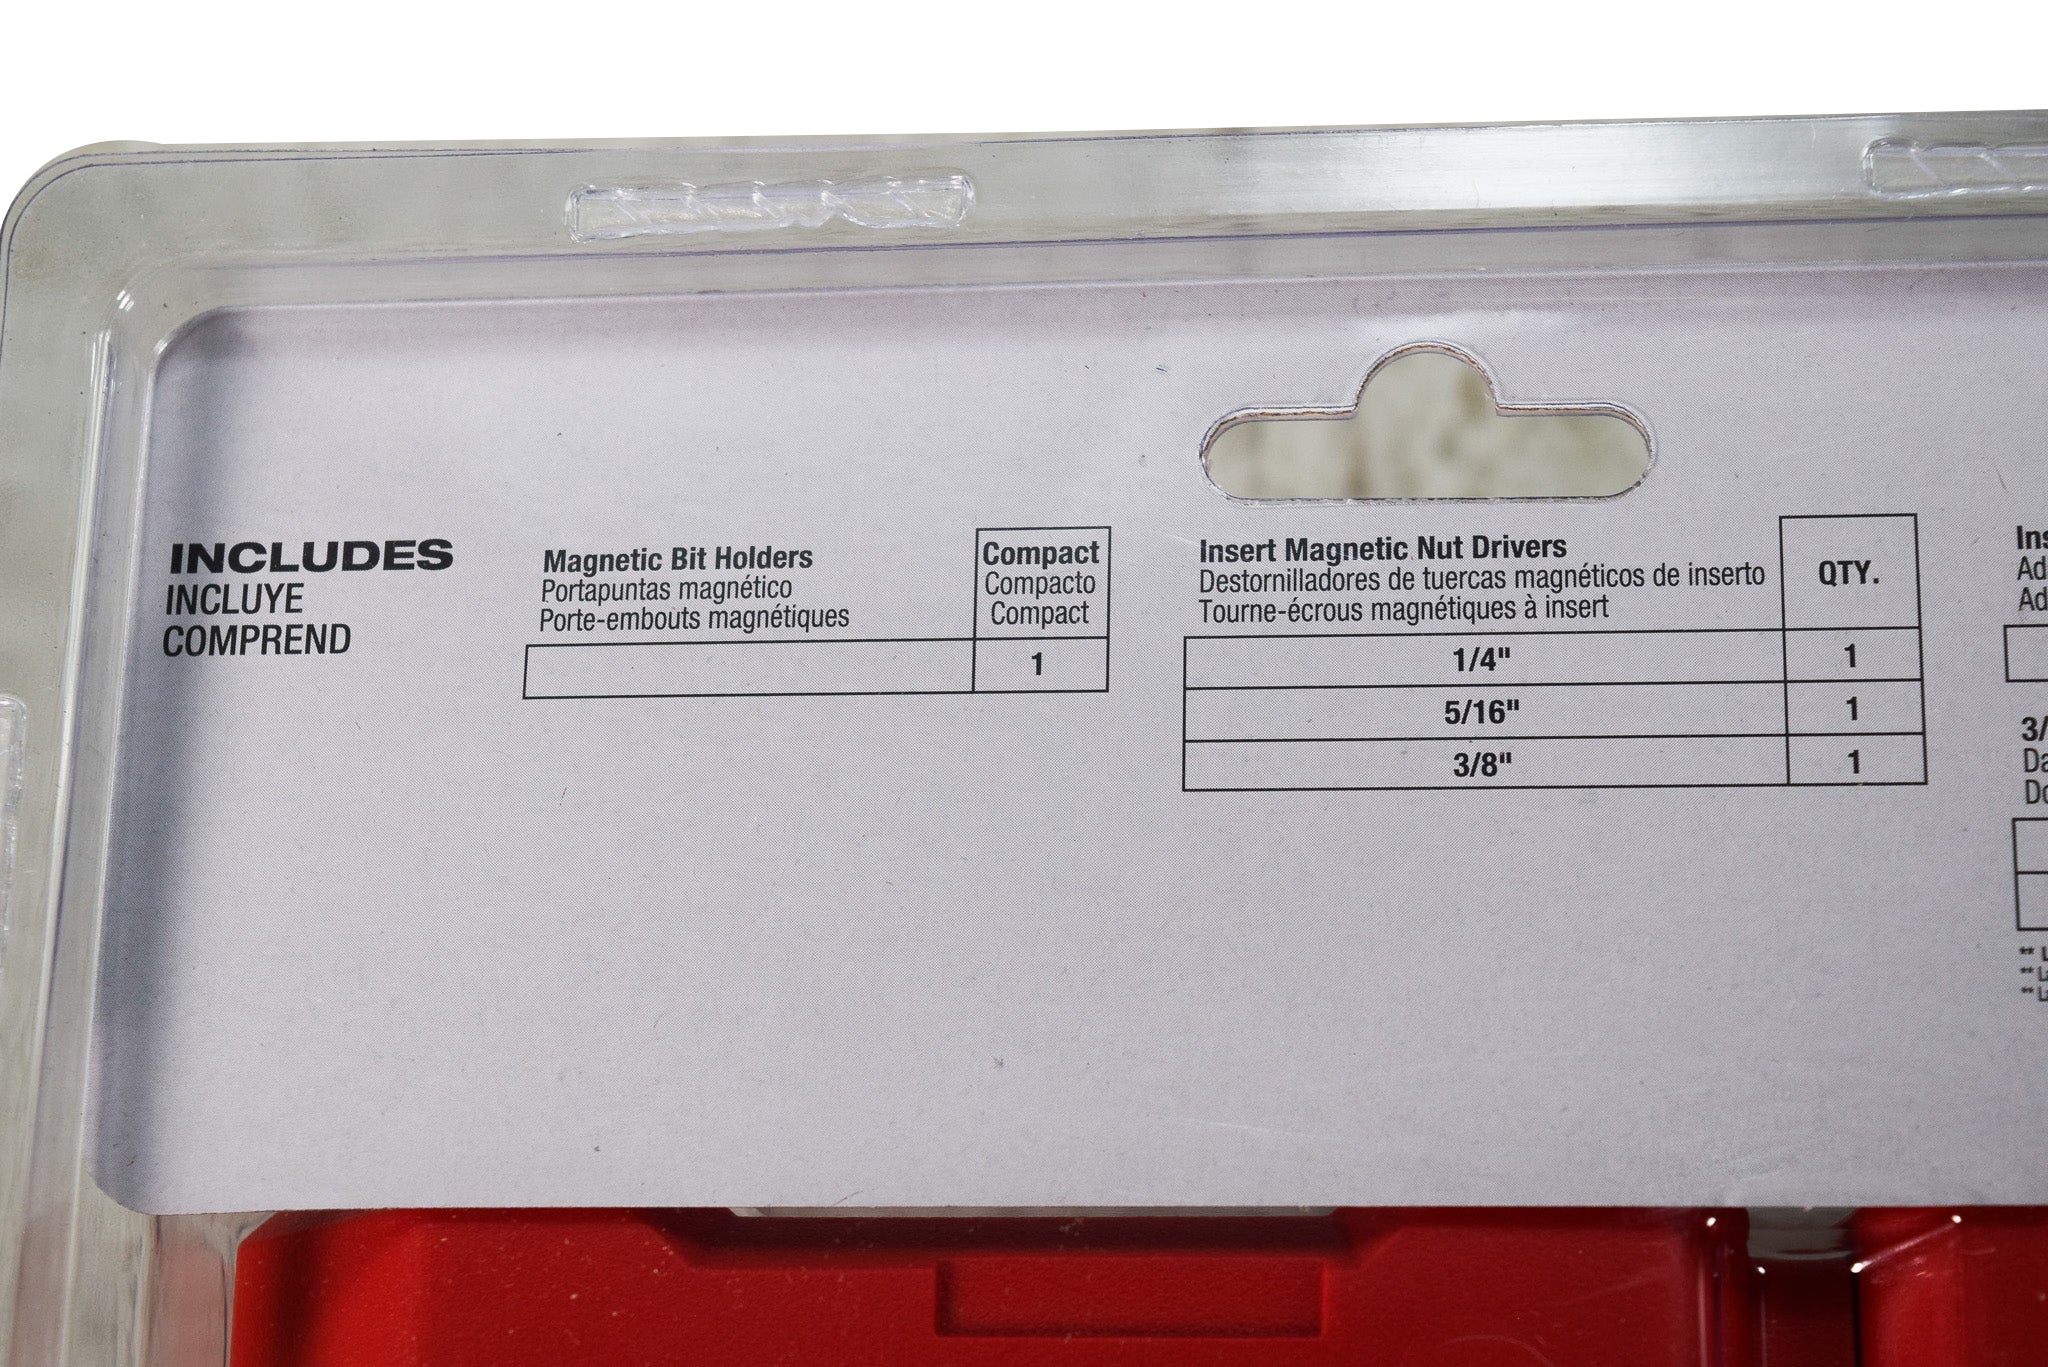 INCLUDES
INCLUYE
COMPREND
Magnetic Bit Holders
Portapuntas magnético
Porte-embouts magnétiques
Compact
Compacto
Compact
1
Insert Magnetic Nut Drivers
Destornilladores de tuercas magnéticos de inserto
Tourne-écrous magnétiques à insert
QTY.
1/4" 1
5/16" 1
3/8" 1